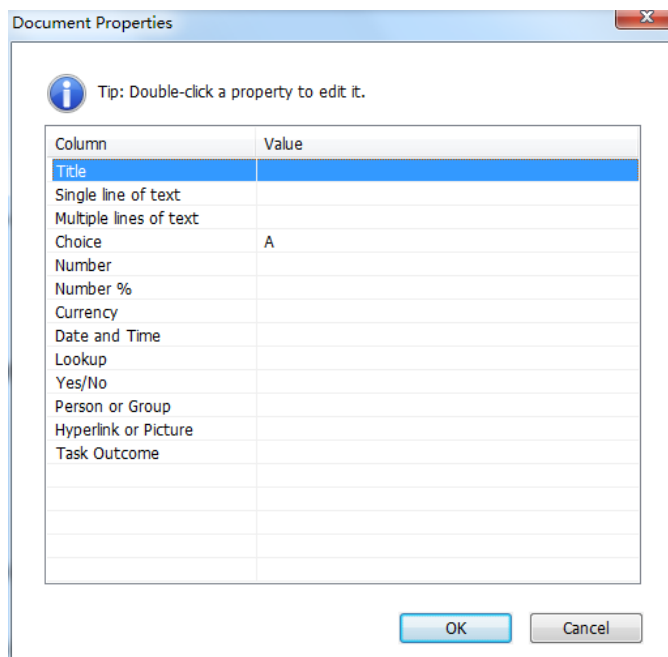 Document Properties
Tip: Double-click a property to edit it.
Column Value
Title
Single line of text
Multiple lines of text
Choice A
Number
Number %
Currency
Date and Time
Lookup
Yes/No
Person or Group
Hyperlink or Picture
Task Outcome
OK Cancel